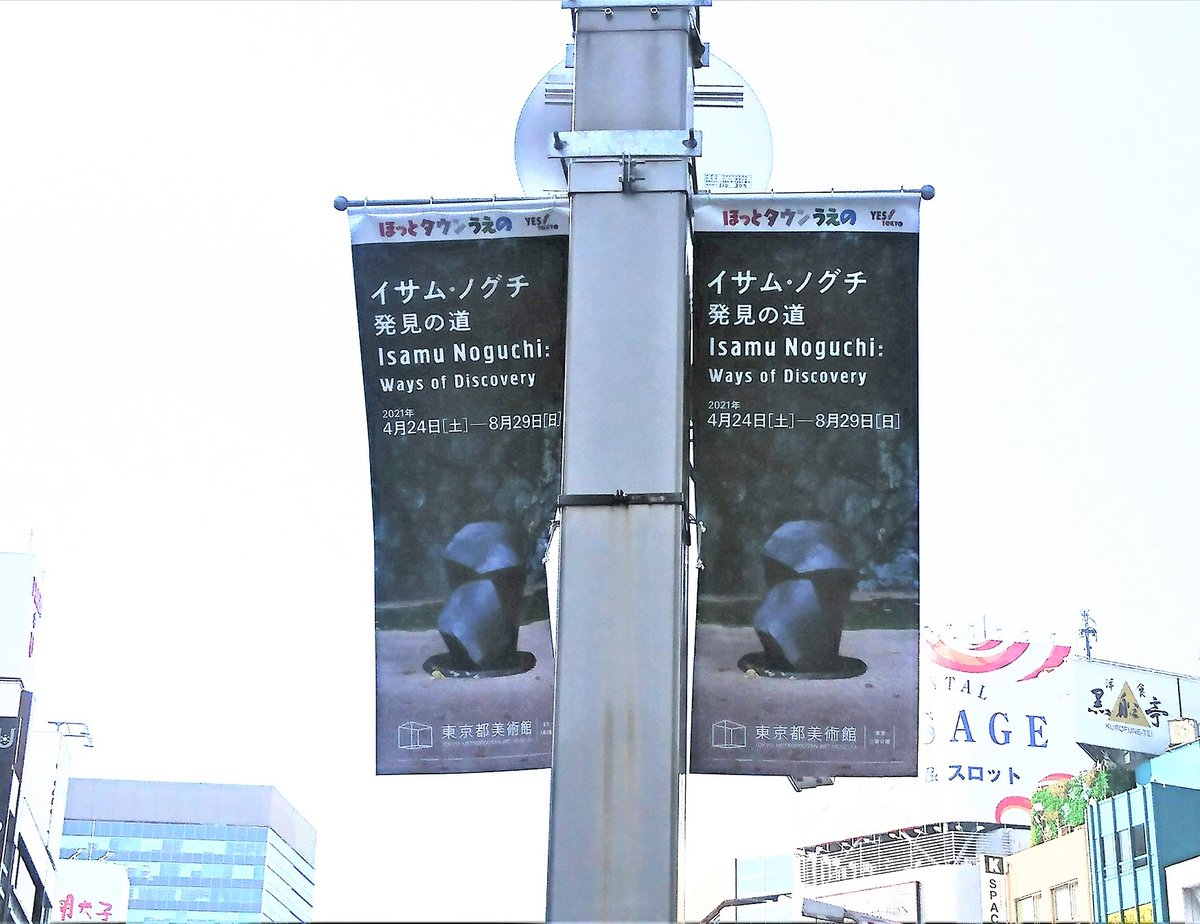 ほっとタウンうえの YES! TOKYO
イサム・ノグチ
発見の道
Isamu Noguchi:
Ways of Discovery
2021年
4月24日[土]—8月29日[日]
東京都美術館
TOKYO METROPOLITAN ART MUSEUM
ほっとタウンうえの YES! TOKYO
イサム・ノグチ
発見の道
Isamu Noguchi:
Ways of Discovery
2021年
4月24日[土]—8月29日[日]
東京都美術館
TOKYO METROPOLITAN ART MUSEUM
NTAL
SAGE
スロット
洋食
黒船亭
KUROFUNE-TEI
K
SPAC